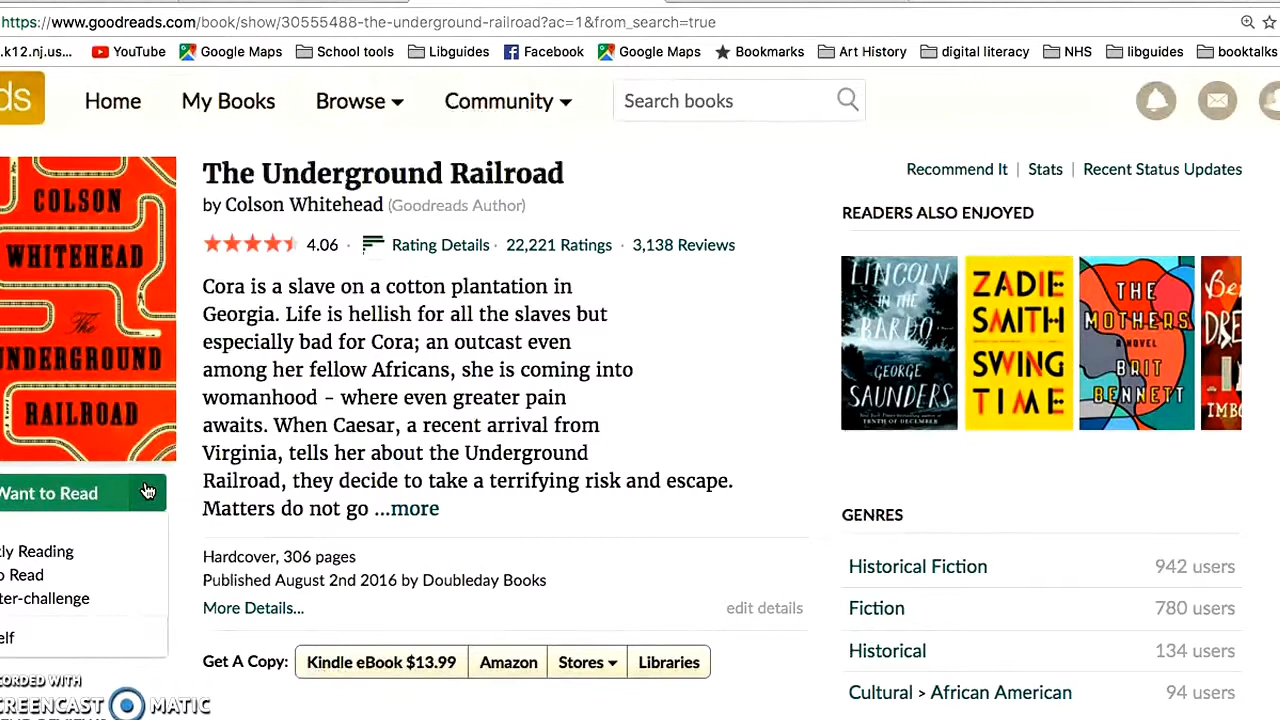 https://www.goodreads.com/book/show/30555488-the-underground-railroad?ac=1&from_search=true
.k12.nj.us... YouTube Google Maps School tools Libguides Facebook Google Maps Bookmarks Art History digital literacy NHS libguides booktalks
ds Home My Books Browse Community Search books
The Underground Railroad
by Colson Whitehead (Goodreads Author)
4.06 · Rating Details · 22,221 Ratings · 3,138 Reviews
Cora is a slave on a cotton plantation in
Georgia. Life is hellish for all the slaves but
especially bad for Cora; an outcast even
among her fellow Africans, she is coming into
womanhood – where even greater pain
awaits. When Caesar, a recent arrival from
Virginia, tells her about the Underground
Railroad, they decide to take a terrifying risk and escape.
Matters do not go ...more
Hardcover, 306 pages
Published August 2nd 2016 by Doubleday Books
More Details... edit details
Get A Copy: Kindle eBook $13.99 Amazon Stores Libraries
COLSON
WHITEHEAD
The
UNDERGROUND
RAILROAD
Want to Read
ly Reading
o Read
ter-challenge
elf
Recommend It | Stats | Recent Status Updates
READERS ALSO ENJOYED
LINCOLN
IN THE
BARDO
GEORGE
SAUNDERS
TENTH OF DECEMBER
ZADIE
SMITH
SWING
TIME
THE
MOTHERS
A NOVEL
BRIT
BENNETT
Be
DRE
IMBO
GENRES
Historical Fiction 942 users
Fiction 780 users
Historical 134 users
Cultural > African American 94 users
CORDED WITH
CREENCAST MATIC